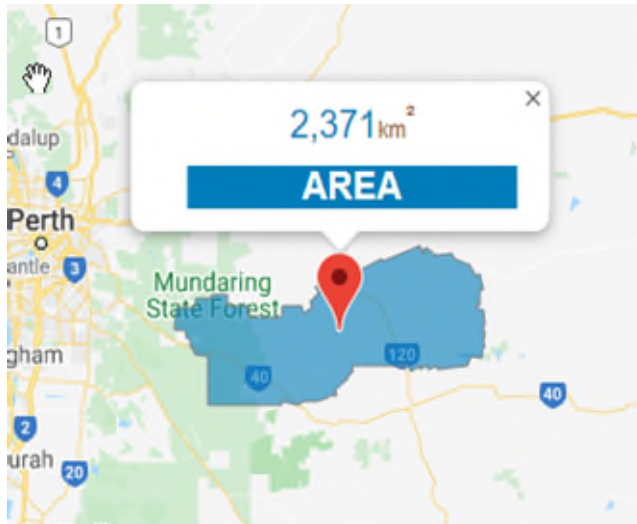 1
dalup
2,371km²
AREA
4
Perth
antle
3
Mundaring
State Forest
gham
120
40
40
2
urah
20